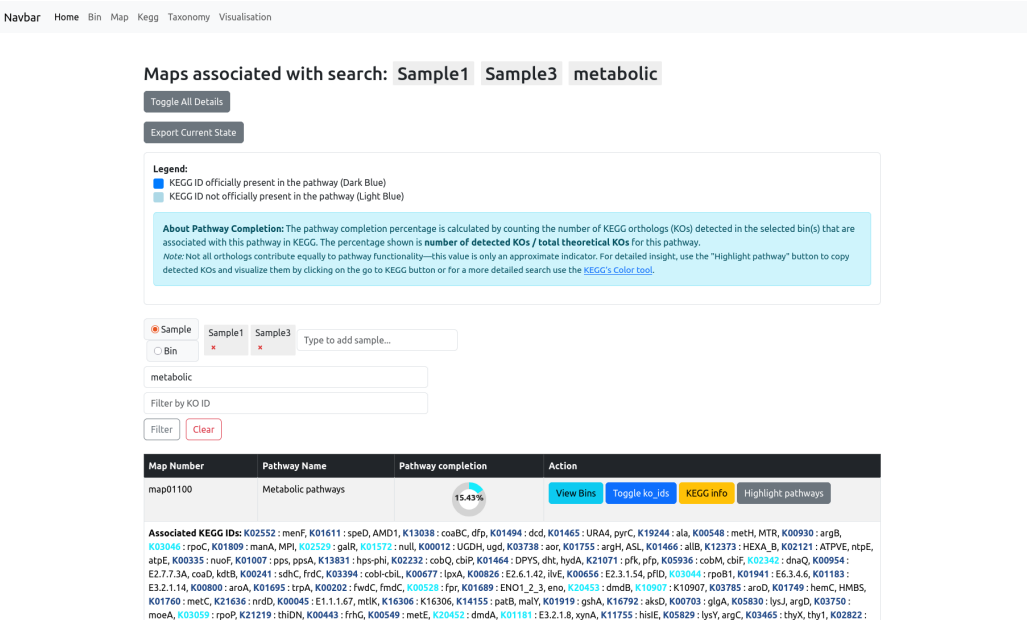 Navbar Home Bin Map Kegg Taxonomy Visualisation
Maps associated with search: Sample1 Sample3 metabolic
Toggle All Details
Export Current State
Legend:
KEGG ID officially present in the pathway (Dark Blue)
KEGG ID not officially present in the pathway (Light Blue)
About Pathway Completion: The pathway completion percentage is calculated by counting the number of KEGG orthologs (KOs) detected in the selected bin(s) that are
associated with this pathway in KEGG. The percentage shown is number of detected KOs / total theoretical KOs for this pathway.
Note: Not all orthologs contribute equally to pathway functionality—this value is only an approximate indicator. For detailed insight, use the "Highlight pathway" button to copy
detected KOs and visualize them by clicking on the go to KEGG button or for a more detailed search use the KEGG's Color tool.
Sample Sample1 Sample3 Type to add sample...
Bin × ×
metabolic
Filter by KO ID
Filter Clear
Map Number Pathway Name Pathway completion Action
map01100 Metabolic pathways 15.43% View Bins Toggle ko_ids KEGG info Highlight pathways
Associated KEGG IDs: K02552 : menF, K01611 : speD, AMD1, K13038 : coaBC, dfp, K01494 : dcd, K01465 : URA4, pyrC, K19244 : ala, K00548 : metH, MTR, K00930 : argB,
K03046 : rpoC, K01809 : manA, MPI, K02529 : galR, K01572 : null, K00012 : UGDH, ugd, K03738 : aor, K01755 : argH, ASL, K01466 : allB, K12373 : HEXA_B, K02121 : ATPVE, ntpE,
atpE, K00335 : nuoF, K01007 : pps, ppsA, K13831 : hps-phi, K02232 : cobQ, cbiP, K01464 : DPYS, dht, hydA, K21071 : pfk, pfp, K05936 : cobM, cbiF, K02342 : dnaQ, K00954 :
E2.7.7.3A, coaD, kdtB, K00241 : sdhC, frdC, K03394 : cobI-cbiL, K00677 : lpxA, K00826 : E2.6.1.42, ilvE, K00656 : E2.3.1.54, pflD, K03044 : rpoB1, K01941 : E6.3.4.6, K01183 :
E3.2.1.14, K00800 : aroA, K01695 : trpA, K00202 : fwdC, fmdC, K00528 : fpr, K01689 : ENO1_2_3, eno, K20453 : dmdB, K10907 : K10907, K03785 : aroD, K01749 : hemC, HMBS,
K01760 : metC, K21636 : nrdD, K00045 : E1.1.1.67, mtlK, K16306 : K16306, K14155 : patB, malY, K01919 : gshA, K16792 : aksD, K00703 : glgA, K05830 : lysJ, argD, K03750 :
moeA, K03059 : rpoP, K21219 : thiDN, K00443 : frhG, K00549 : metE, K20452 : dmdA, K01181 : E3.2.1.8, xynA, K11755 : hisIE, K05829 : lysY, argC, K03465 : thyX, thy1, K02822 :